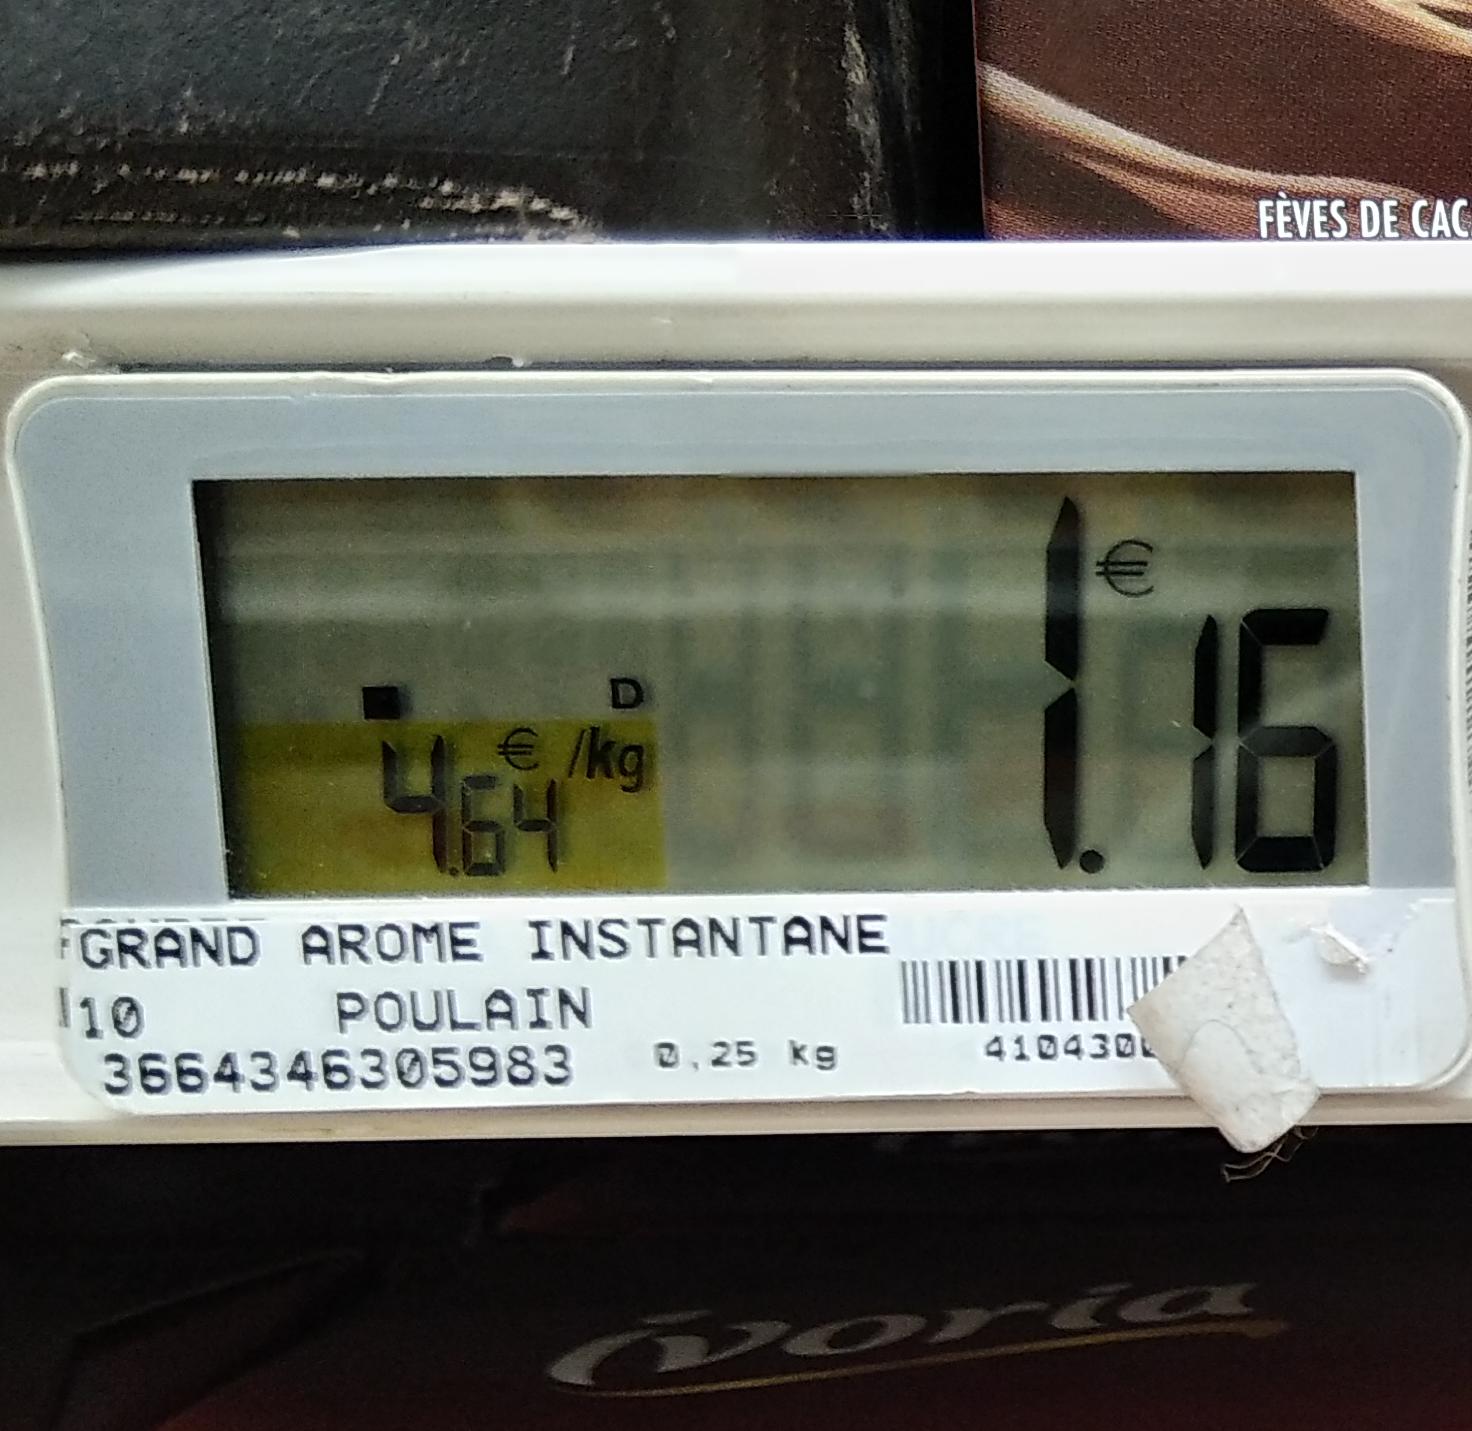 FÈVES DE CAC
1.16 €
D
4.64 € /kg
GRAND AROME INSTANTANE
10 POULAIN
3664346305983 0,25 kg
410430
ivoria